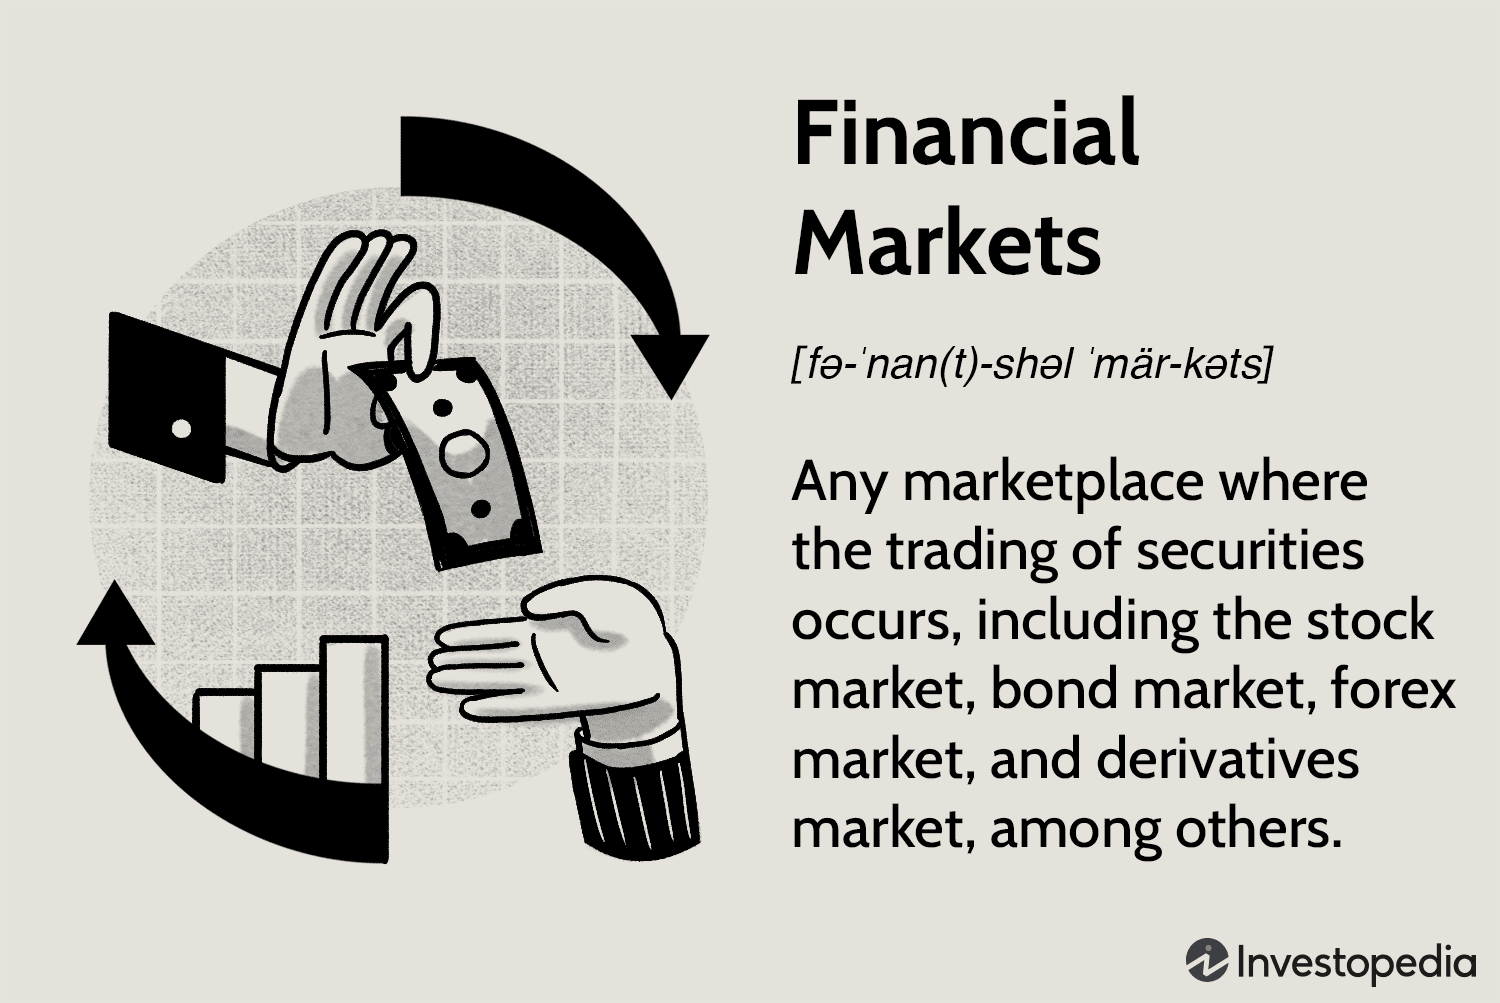 Financial
Markets
[fə-ˈnan(t)-shəl ˈmär-kəts]
Any marketplace where
the trading of securities
occurs, including the stock
market, bond market, forex
market, and derivatives
market, among others.
Investopedia